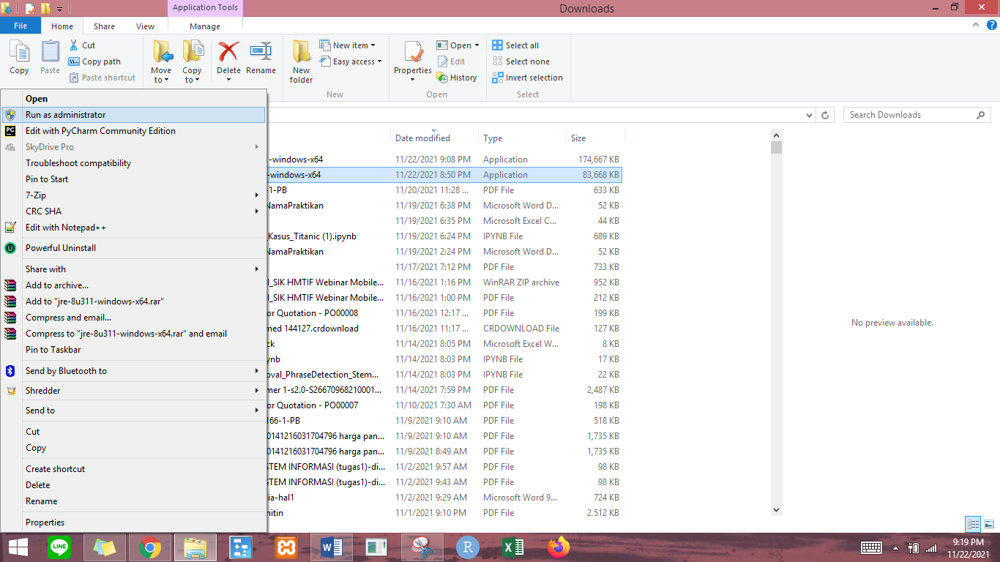 Application Tools
Downloads
File Home Share View Manage
Copy
Paste
Cut
Copy path
Paste shortcut
Move to
Copy to
Delete
Rename
New folder
New item
Easy access
New
Properties
Open
Edit
History
Open
Select all
Select none
Invert selection
Select
Search Downloads
Open
Run as administrator
Edit with PyCharm Community Edition
SkyDrive Pro
Troubleshoot compatibility
Pin to Start
7-Zip
CRC SHA
Edit with Notepad++
Powerful Uninstall
Share with
Add to archive...
Add to "jre-8u311-windows-x64.rar"
Compress and email...
Compress to "jre-8u311-windows-x64.rar" and email
Pin to Taskbar
Send by Bluetooth to
Shredder
Send to
Cut
Copy
Create shortcut
Delete
Rename
Properties
Date modified Type Size
-windows-x64 11/22/2021 9:08 PM Application 174,667 KB
-windows-x64 11/22/2021 8:50 PM Application 83,668 KB
-1-PB 11/20/2021 11:28 ... PDF File 633 KB
NamaPraktikan 11/19/2021 6:38 PM Microsoft Word D... 52 KB
11/19/2021 6:35 PM Microsoft Excel C... 44 KB
_Kasus_Titanic (1).ipynb 11/19/2021 6:24 PM IPYNB File 689 KB
NamaPraktikan 11/19/2021 2:24 PM Microsoft Word D... 52 KB
11/17/2021 7:12 PM PDF File 733 KB
I_SIK HMTIF Webinar Mobile... 11/16/2021 1:16 PM WinRAR ZIP archive 952 KB
I_SIK HMTIF Webinar Mobile... 11/16/2021 1:00 PM PDF File 212 KB
or Quotation - PO00008 11/16/2021 12:17 ... PDF File 199 KB
med 144127.crdownload 11/16/2021 11:17 ... CRDOWNLOAD File 127 KB
ck 11/14/2021 8:05 PM Microsoft Excel W... 8 KB
ynb 11/14/2021 8:03 PM IPYNB File 17 KB
oval_PhraseDetection_Stem... 11/14/2021 8:03 PM IPYNB File 22 KB
mer 1-s2.0-S26670968210001... 11/14/2021 7:59 PM PDF File 2,487 KB
or Quotation - PO00007 11/10/2021 7:30 AM PDF File 198 KB
166-1-PB 11/9/2021 9:10 AM PDF File 518 KB
0141216031704796 harga pan... 11/9/2021 9:10 AM PDF File 1,735 KB
0141216031704796 harga pan... 11/9/2021 8:49 AM PDF File 1,735 KB
STEM INFORMASI (tugas1)-di... 11/2/2021 9:57 AM PDF File 98 KB
STEM INFORMASI (tugas1)-di... 11/2/2021 9:43 AM PDF File 98 KB
ia-hal1 11/2/2021 9:29 AM Microsoft Word 9... 724 KB
nitin 11/1/2021 9:10 PM PDF File 2.512 KB
No preview available.
LINE
9:19 PM
11/22/2021